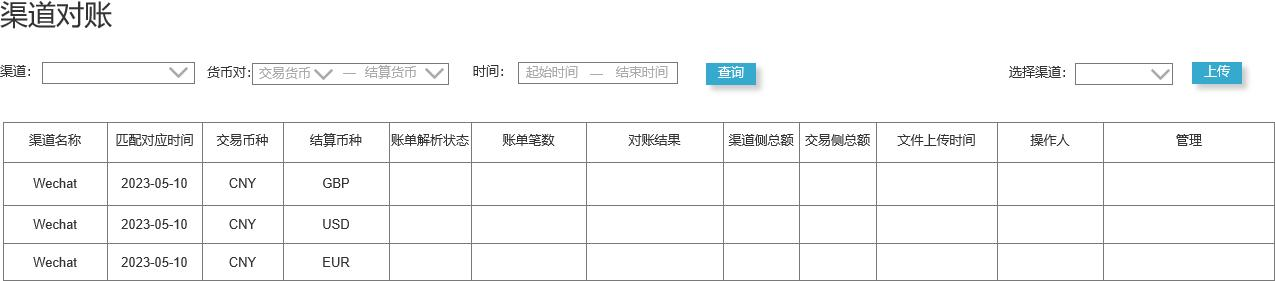 渠道对账
渠道： 货币对： 交易货币 — 结算货币 时间： 起始时间 — 结束时间 查询 选择渠道： 上传
渠道名称 匹配对应时间 交易币种 结算币种 账单解析状态 账单笔数 对账结果 渠道侧总额 交易侧总额 文件上传时间 操作人 管理
Wechat 2023-05-10 CNY GBP
Wechat 2023-05-10 CNY USD
Wechat 2023-05-10 CNY EUR